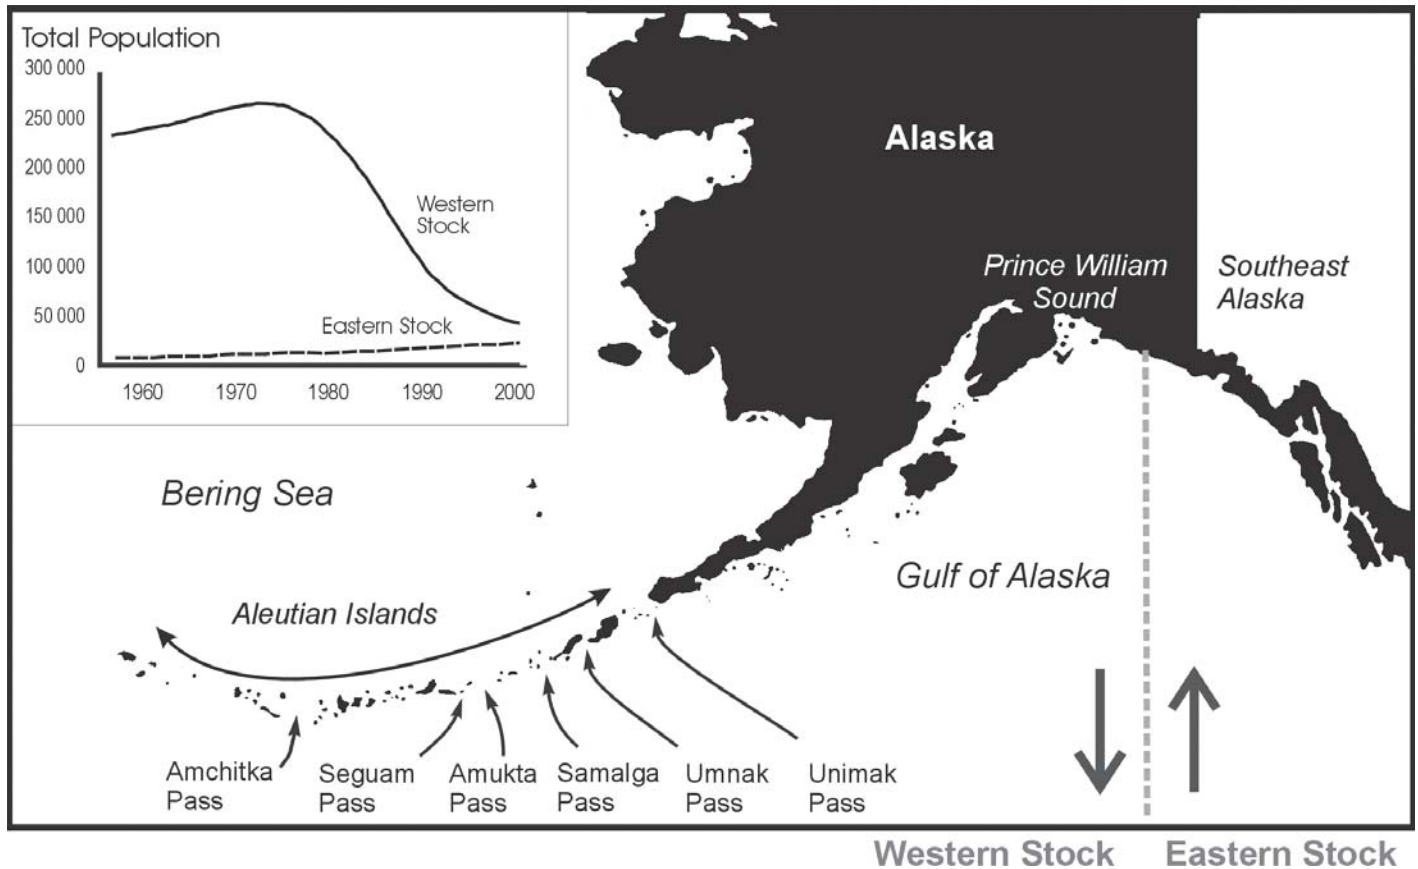 Total Population
300 000
250 000
200 000
150 000
100 000
50 000
0
Western
Stock
Eastern Stock
1960 1970 1980 1990 2000
Alaska
Prince William
Sound
Southeast
Alaska
Bering Sea
Gulf of Alaska
Aleutian Islands
Amchitka
Pass
Seguam
Pass
Amukta
Pass
Samalga
Pass
Umnak
Pass
Unimak
Pass
Western Stock
Eastern Stock